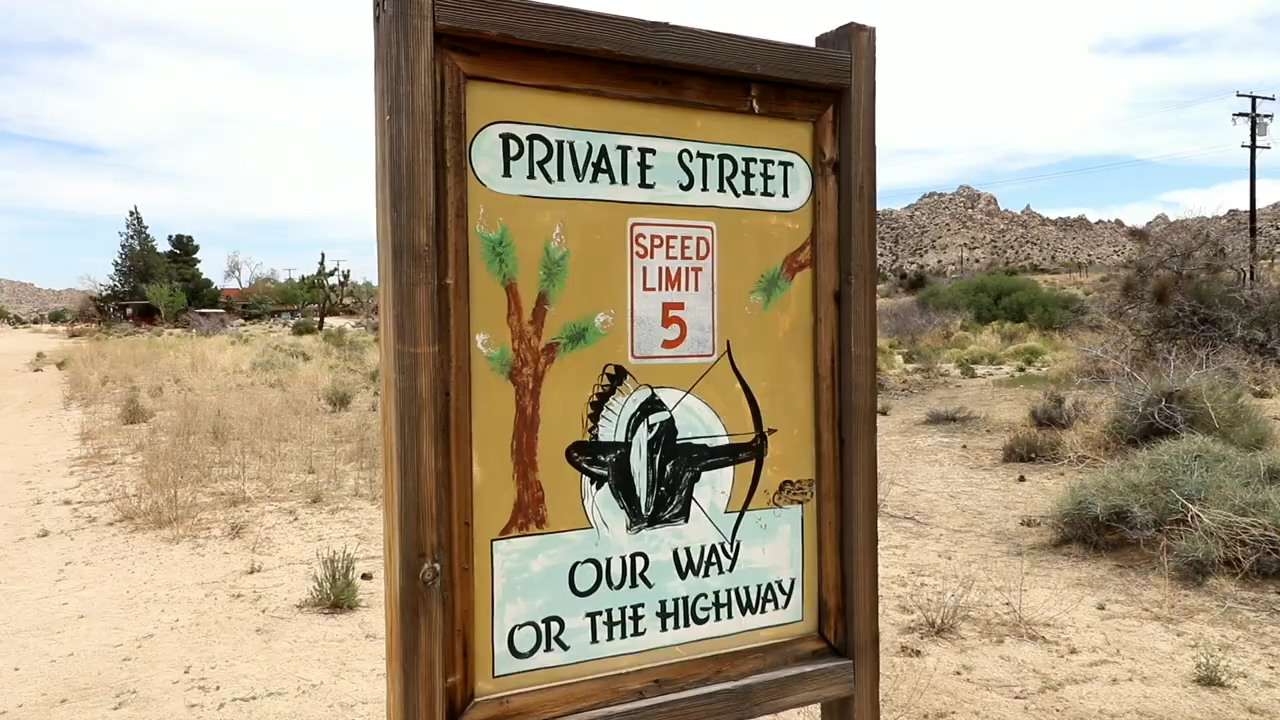 PRIVATE STREET
SPEED
LIMIT
5
OUR WAY
OR THE HIGHWAY